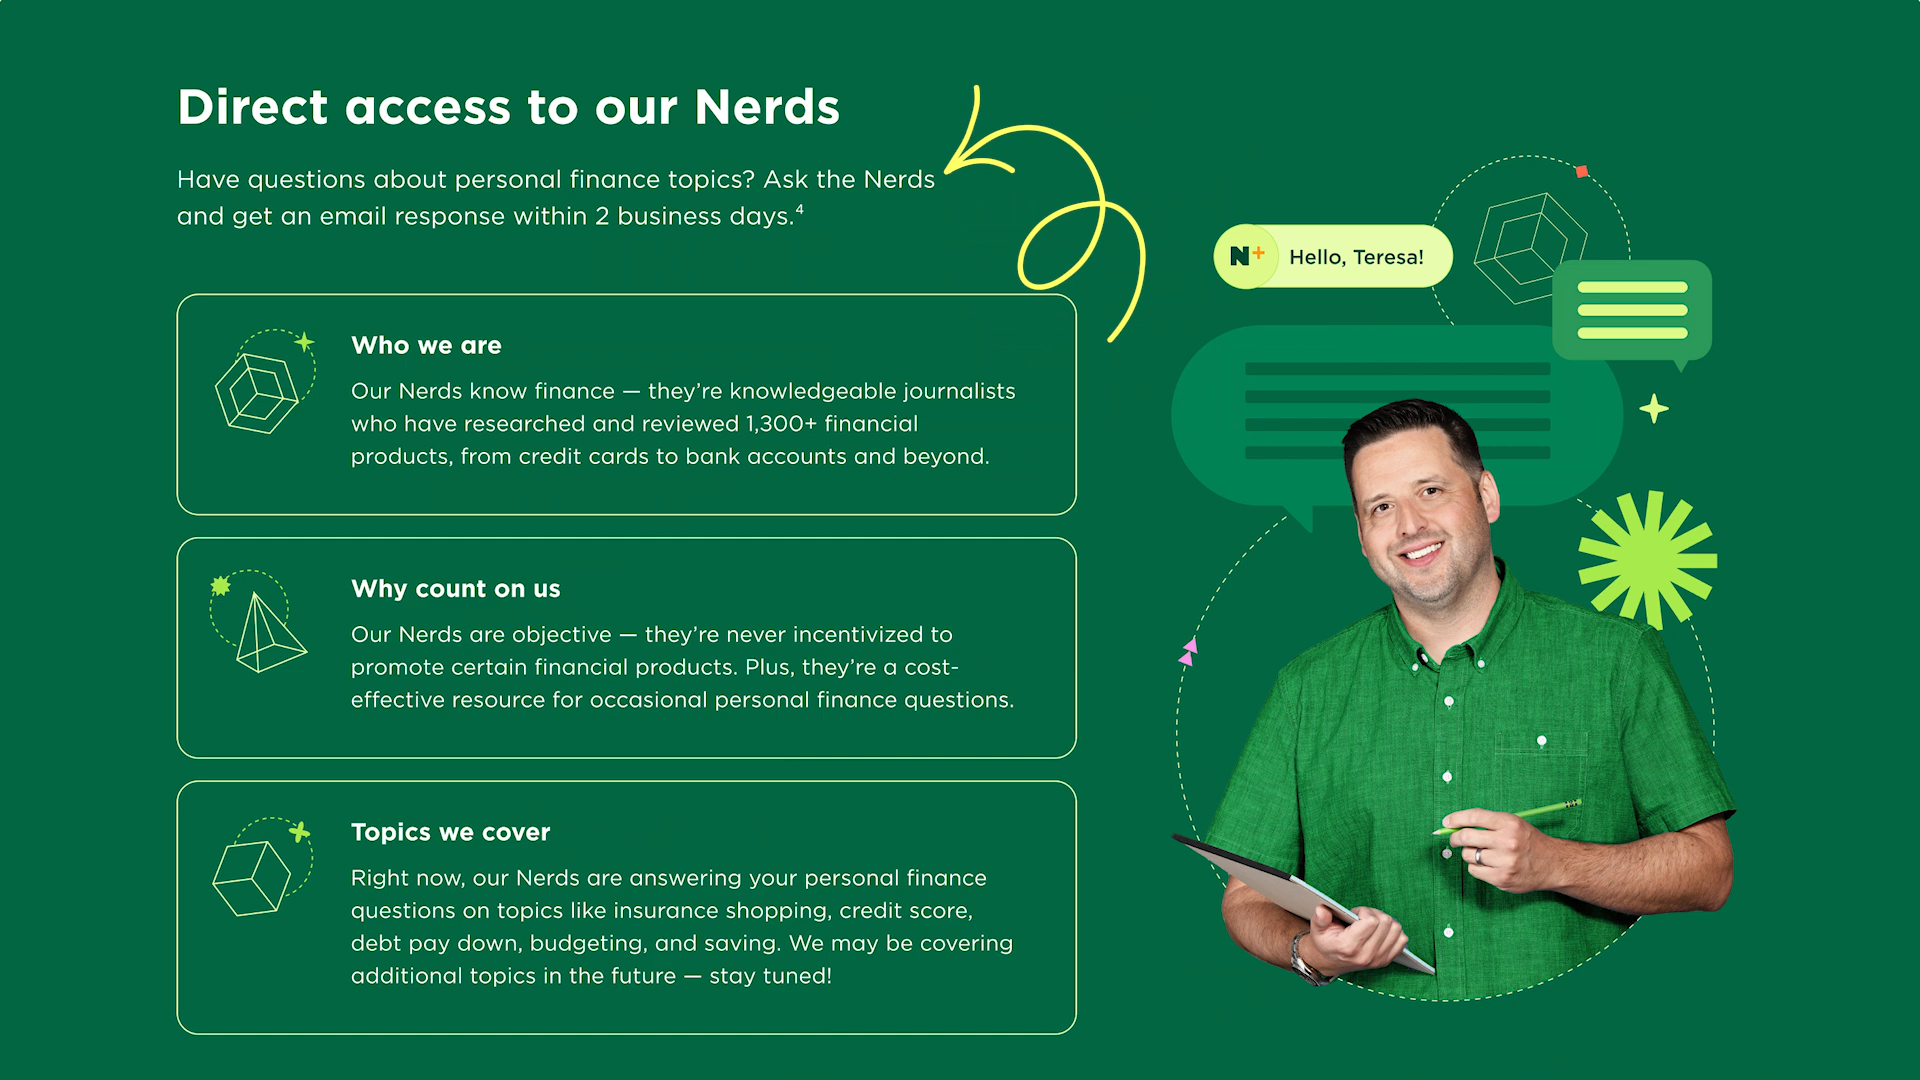 Direct access to our Nerds
Have questions about personal finance topics? Ask the Nerds
and get an email response within 2 business days.⁴
N+ Hello, Teresa!
Who we are
Our Nerds know finance — they’re knowledgeable journalists
who have researched and reviewed 1,300+ financial
products, from credit cards to bank accounts and beyond.
Why count on us
Our Nerds are objective — they’re never incentivized to
promote certain financial products. Plus, they’re a cost-
effective resource for occasional personal finance questions.
Topics we cover
Right now, our Nerds are answering your personal finance
questions on topics like insurance shopping, credit score,
debt pay down, budgeting, and saving. We may be covering
additional topics in the future — stay tuned!